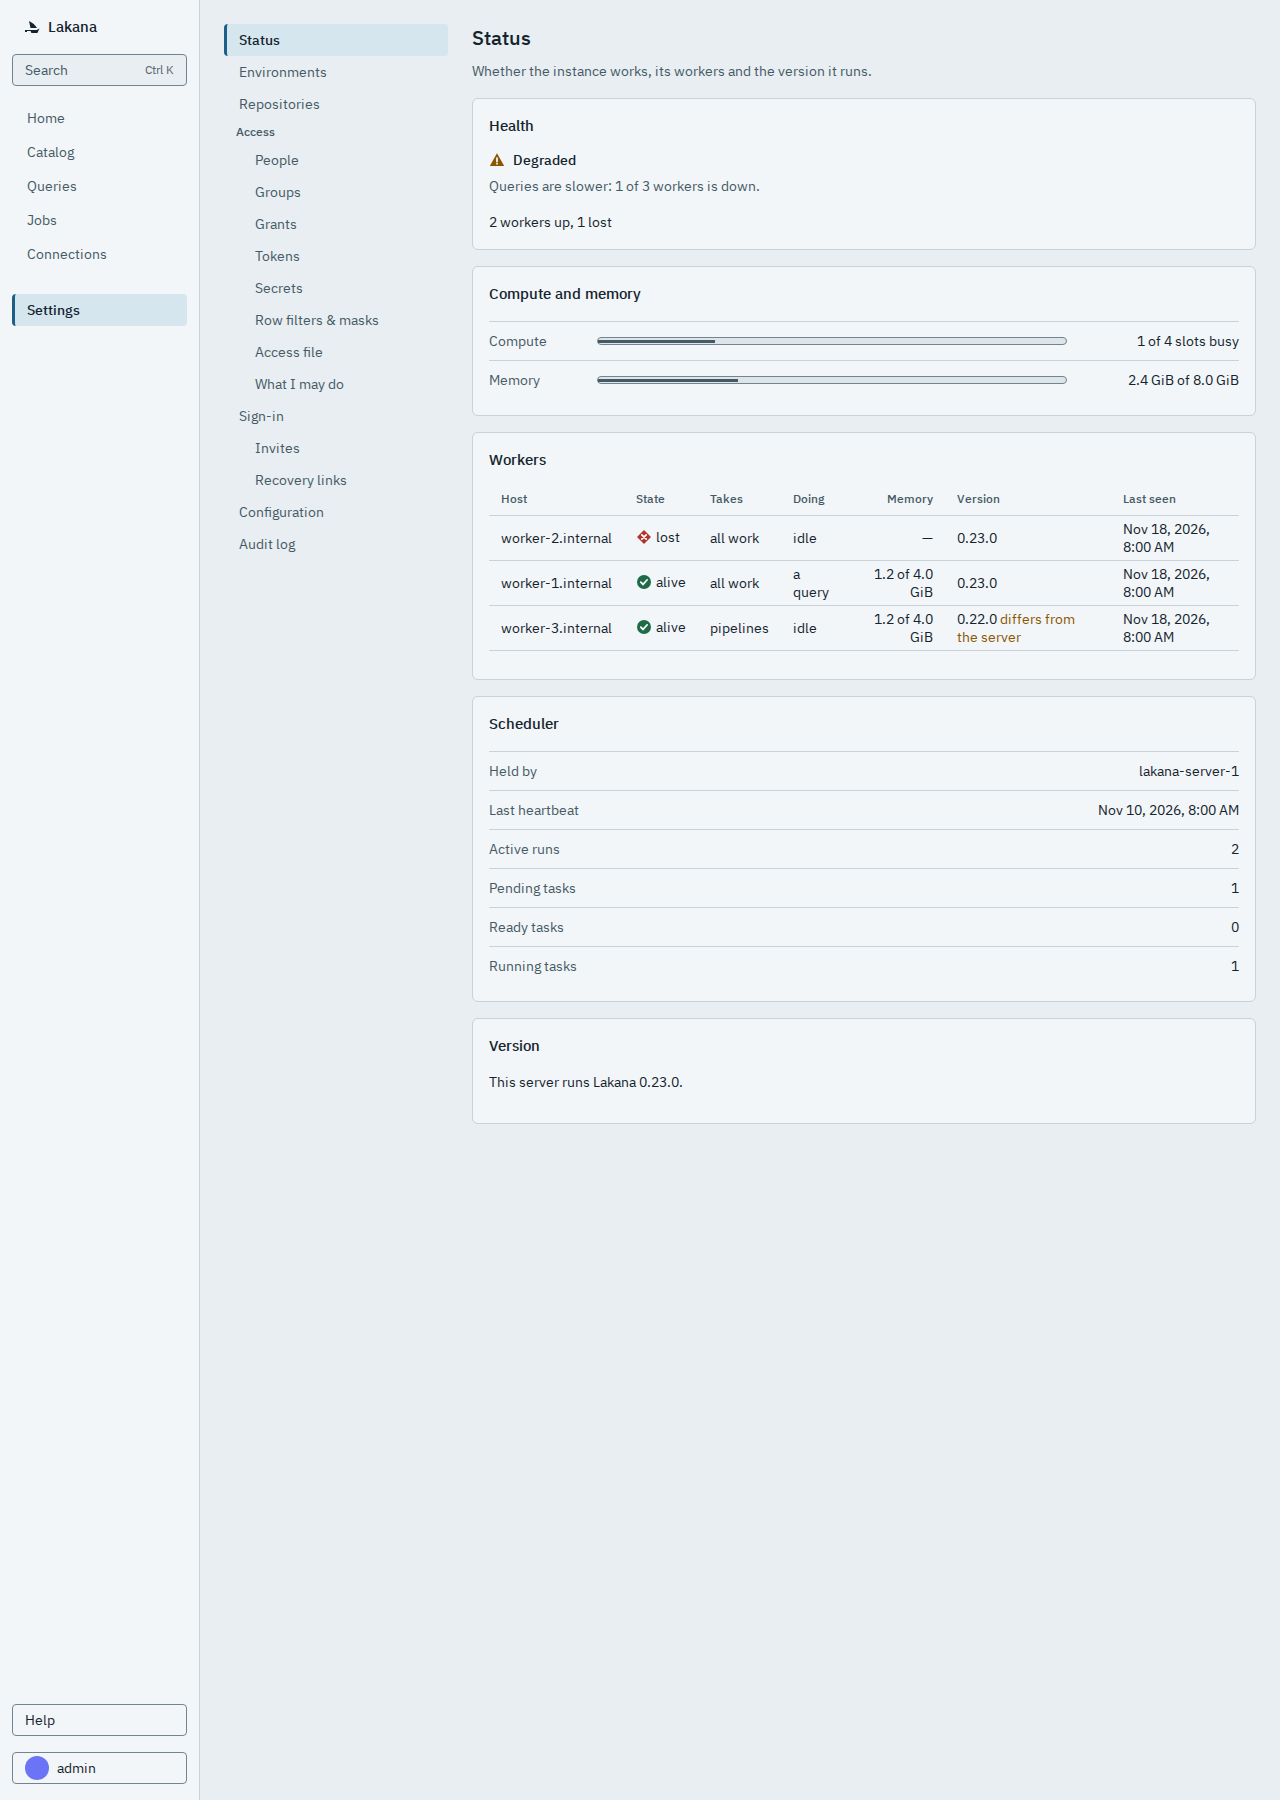 Lakana
Search Ctrl K
Home
Catalog
Queries
Jobs
Connections
Settings
Help
admin
Status
Environments
Repositories
Access
People
Groups
Grants
Tokens
Secrets
Row filters & masks
Access file
What I may do
Sign-in
Invites
Recovery links
Configuration
Audit log
Status
Whether the instance works, its workers and the version it runs.
Health
Degraded
Queries are slower: 1 of 3 workers is down.
2 workers up, 1 lost
Compute and memory
Compute 1 of 4 slots busy
Memory 2.4 GiB of 8.0 GiB
Workers
Host State Takes Doing Memory Version Last seen
worker-2.internal lost all work idle — 0.23.0 Nov 18, 2026, 8:00 AM
worker-1.internal alive all work a query 1.2 of 4.0 GiB 0.23.0 Nov 18, 2026, 8:00 AM
worker-3.internal alive pipelines idle 1.2 of 4.0 GiB 0.22.0 differs from the server Nov 18, 2026, 8:00 AM
Scheduler
Held by lakana-server-1
Last heartbeat Nov 10, 2026, 8:00 AM
Active runs 2
Pending tasks 1
Ready tasks 0
Running tasks 1
Version
This server runs Lakana 0.23.0.